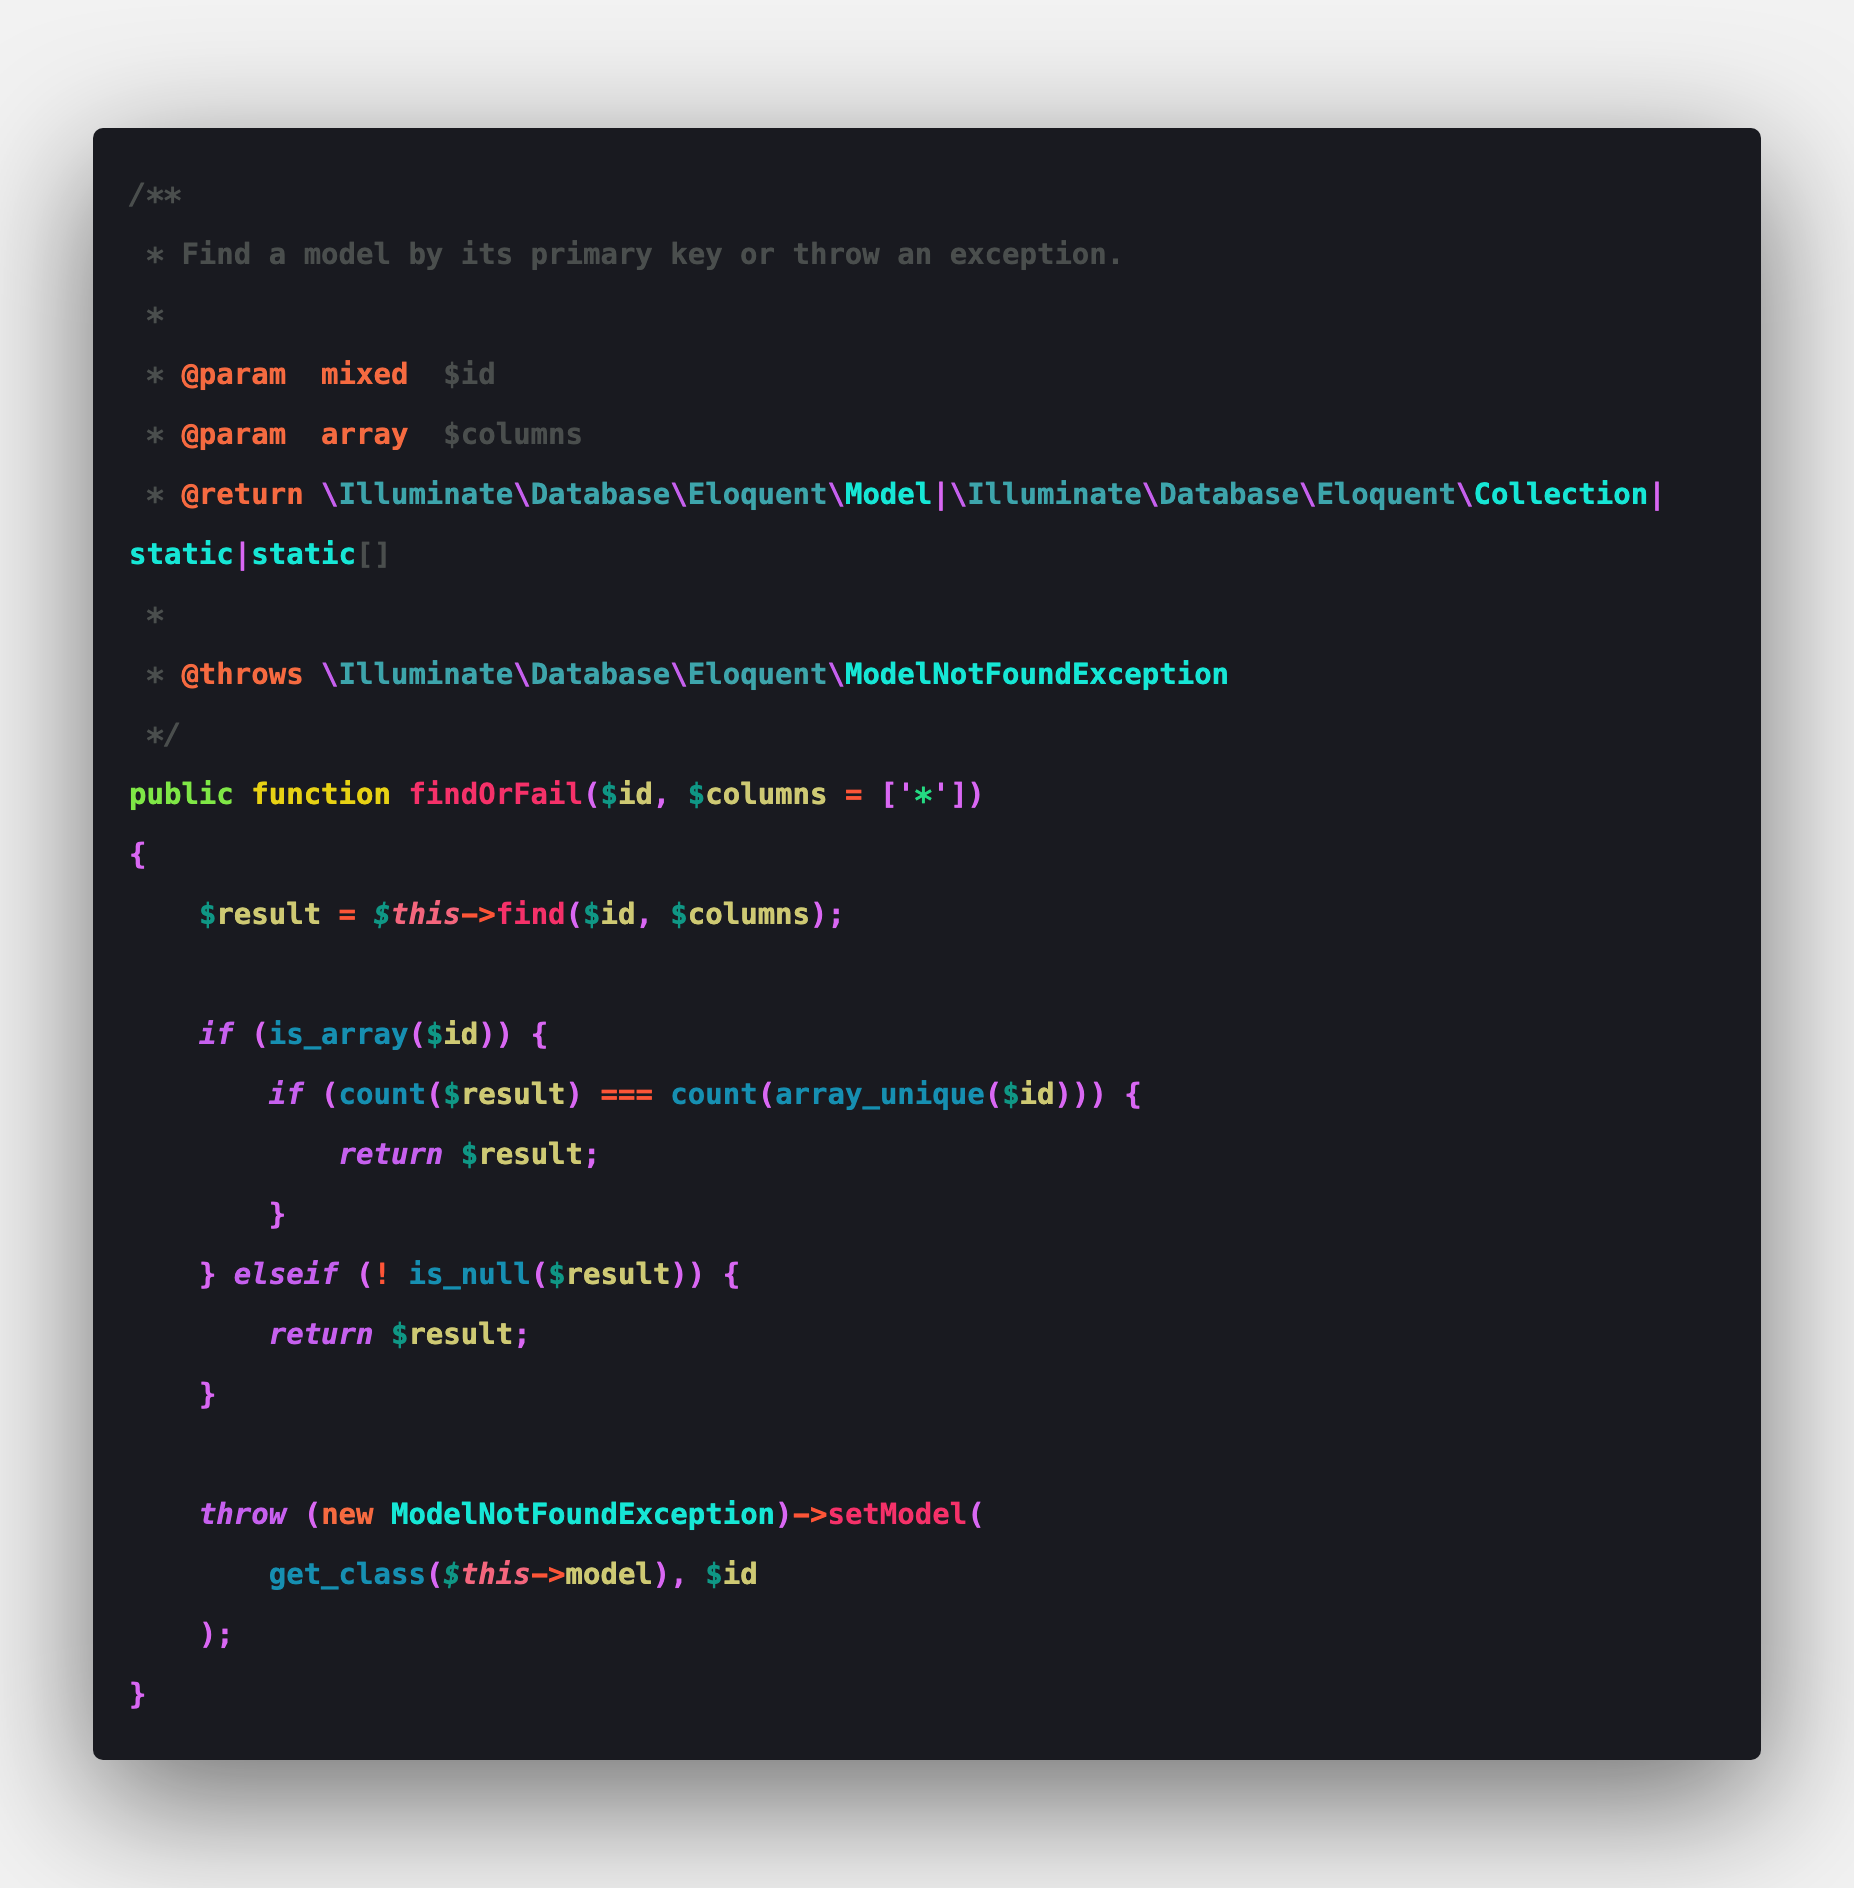 /**
 * Find a model by its primary key or throw an exception.
 *
 * @param  mixed  $id
 * @param  array  $columns
 * @return \Illuminate\Database\Eloquent\Model|\Illuminate\Database\Eloquent\Collection|
static|static[]
 *
 * @throws \Illuminate\Database\Eloquent\ModelNotFoundException
 */
public function findOrFail($id, $columns = ['*'])
{
    $result = $this->find($id, $columns);

    if (is_array($id)) {
        if (count($result) === count(array_unique($id))) {
            return $result;
        }
    } elseif (! is_null($result)) {
        return $result;
    }

    throw (new ModelNotFoundException)->setModel(
        get_class($this->model), $id
    );
}